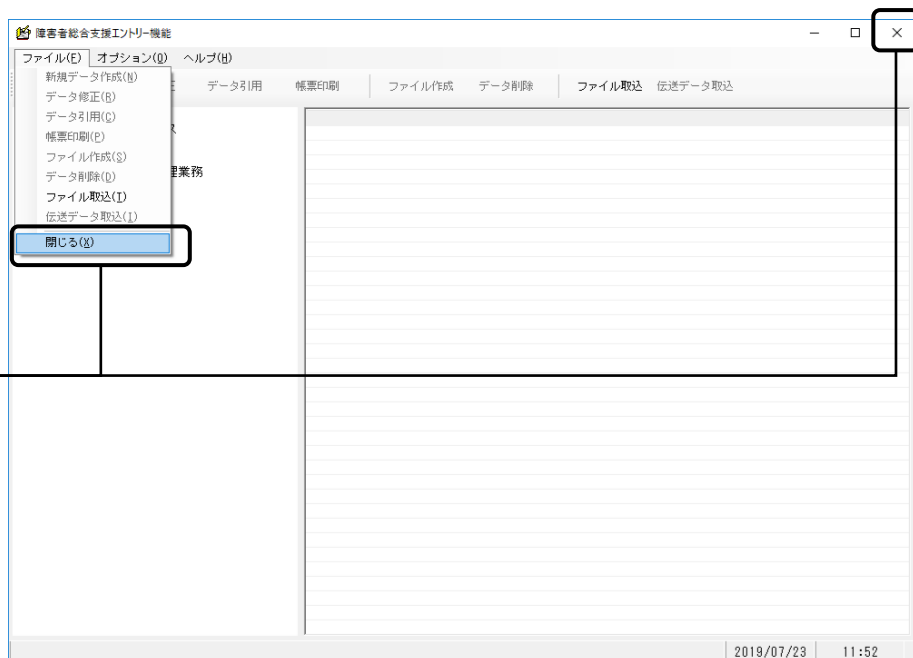 障害者総合支援エントリー機能
ファイル(F) オプション(O) ヘルプ(H)
データ引用 帳票印刷 ファイル作成 データ削除 ファイル取込 伝送データ取込
新規データ作成(N)
データ修正(R)
データ引用(C)
帳票印刷(P)
ファイル作成(S)
データ削除(D)
ファイル取込(T)
伝送データ取込(I)
閉じる(X)
ス
理業務
2019/07/23 11:52